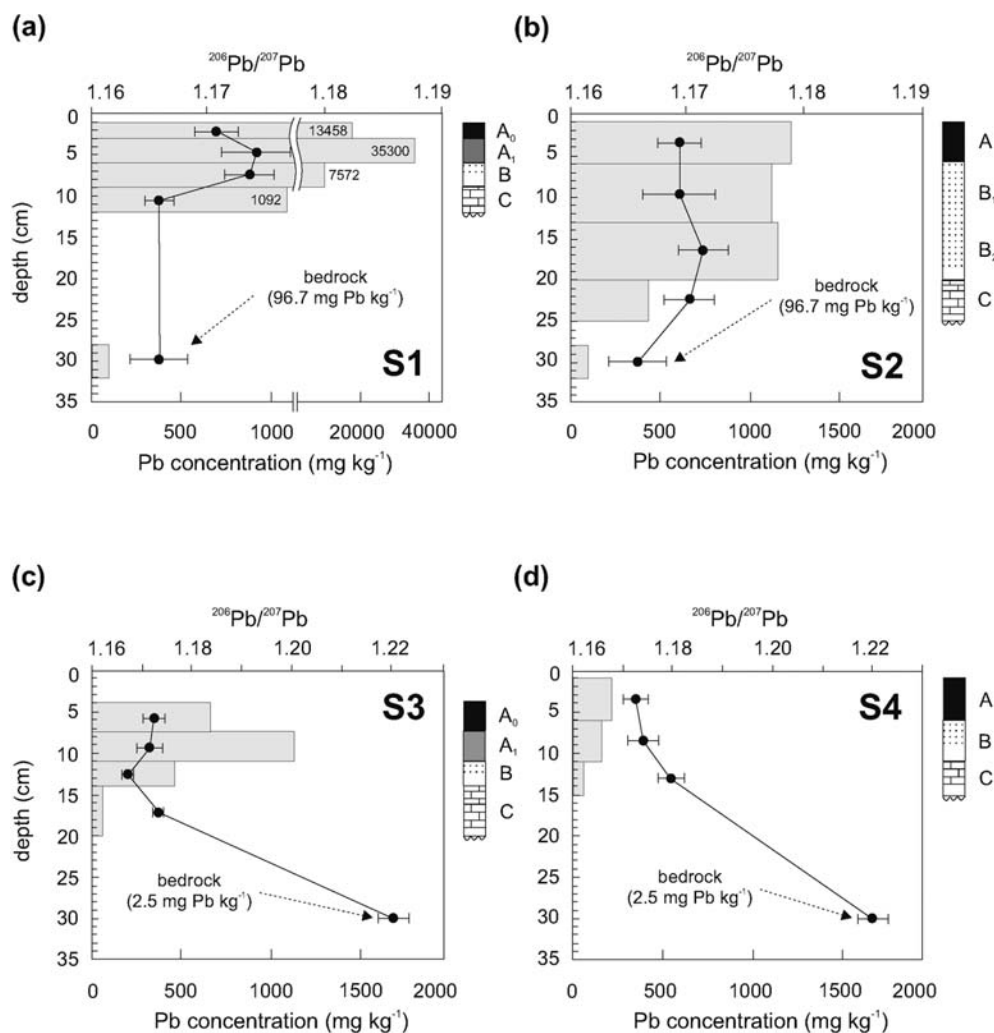 (a)
²⁰⁶Pb/²⁰⁷Pb
1.16 1.17 1.18 1.19
0
5
10
15
20
25
30
35
depth (cm)
13458
35300
7572
1092
bedrock
(96.7 mg Pb kg⁻¹)
S1
A₀
A₁
B
C
0 500 1000 20000 40000
Pb concentration (mg kg⁻¹)
(b)
²⁰⁶Pb/²⁰⁷Pb
1.16 1.17 1.18 1.19
0
5
10
15
20
25
30
35
bedrock
(96.7 mg Pb kg⁻¹)
S2
A
B
B
C
0 500 1000 1500 2000
Pb concentration (mg kg⁻¹)
(c)
²⁰⁶Pb/²⁰⁷Pb
1.16 1.18 1.20 1.22
0
5
10
15
20
25
30
35
depth (cm)
S3
bedrock
(2.5 mg Pb kg⁻¹)
A₀
A₁
B
C
0 500 1000 1500 2000
Pb concentration (mg kg⁻¹)
(d)
²⁰⁶Pb/²⁰⁷Pb
1.16 1.18 1.20 1.22
0
5
10
15
20
25
30
35
S4
bedrock
(2.5 mg Pb kg⁻¹)
A
B
C
0 500 1000 1500 2000
Pb concentration (mg kg⁻¹)